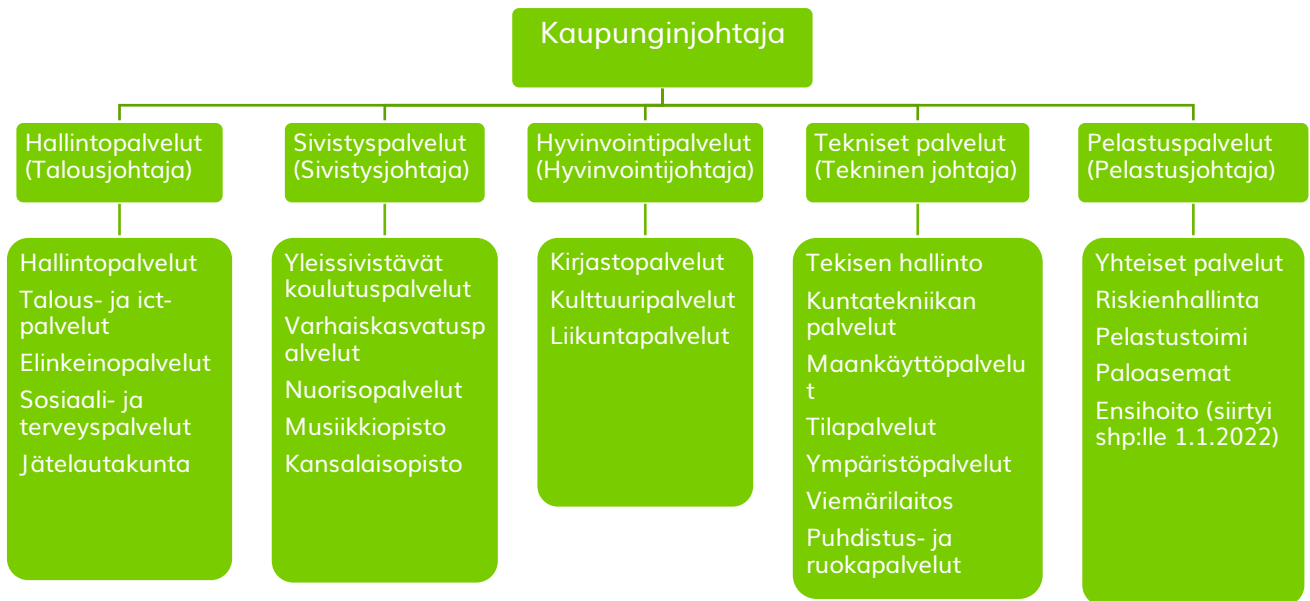 Kaupunginjohtaja
Hallintopalvelut
(Talousjohtaja)
Sivistyspalvelut
(Sivistysjohtaja)
Hyvinvointipalvelut
(Hyvinvointijohtaja)
Tekniset palvelut
(Tekninen johtaja)
Pelastuspalvelut
(Pelastusjohtaja)
Hallintopalvelut
Talous- ja ict-
palvelut
Elinkeinopalvelut
Sosiaali- ja
terveyspalvelut
Jätelautakunta
Yleissivistävät
koulutuspalvelut
Varhaiskasvatusp
alvelut
Nuorisopalvelut
Musiikkiopisto
Kansalaisopisto
Kirjastopalvelut
Kulttuuripalvelut
Liikuntapalvelut
Tekisen hallinto
Kuntatekniikan
palvelut
Maankäyttöpalvelu
t
Tilapalvelut
Ympäristöpalvelut
Viemärilaitos
Puhdistus- ja
ruokapalvelut
Yhteiset palvelut
Riskienhallinta
Pelastustoimi
Paloasemat
Ensihoito (siirtyi
shp:lle 1.1.2022)